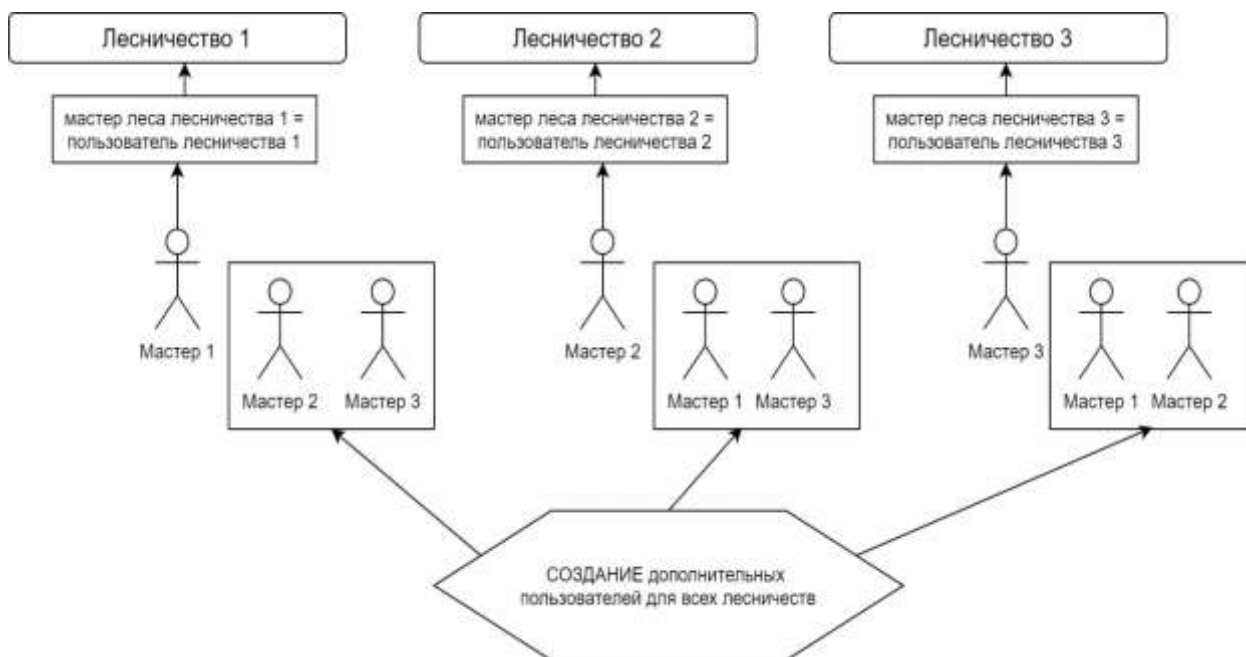 Лесничество 1
Лесничество 2
Лесничество 3
мастер леса лесничества 1 =
пользователь лесничества 1
мастер леса лесничества 2 =
пользователь лесничества 2
мастер леса лесничества 3 =
пользователь лесничества 3
Мастер 1
Мастер 2
Мастер 3
Мастер 2
Мастер 3
Мастер 1
Мастер 3
Мастер 1
Мастер 2
СОЗДАНИЕ дополнительных
пользователей для всех лесничеств